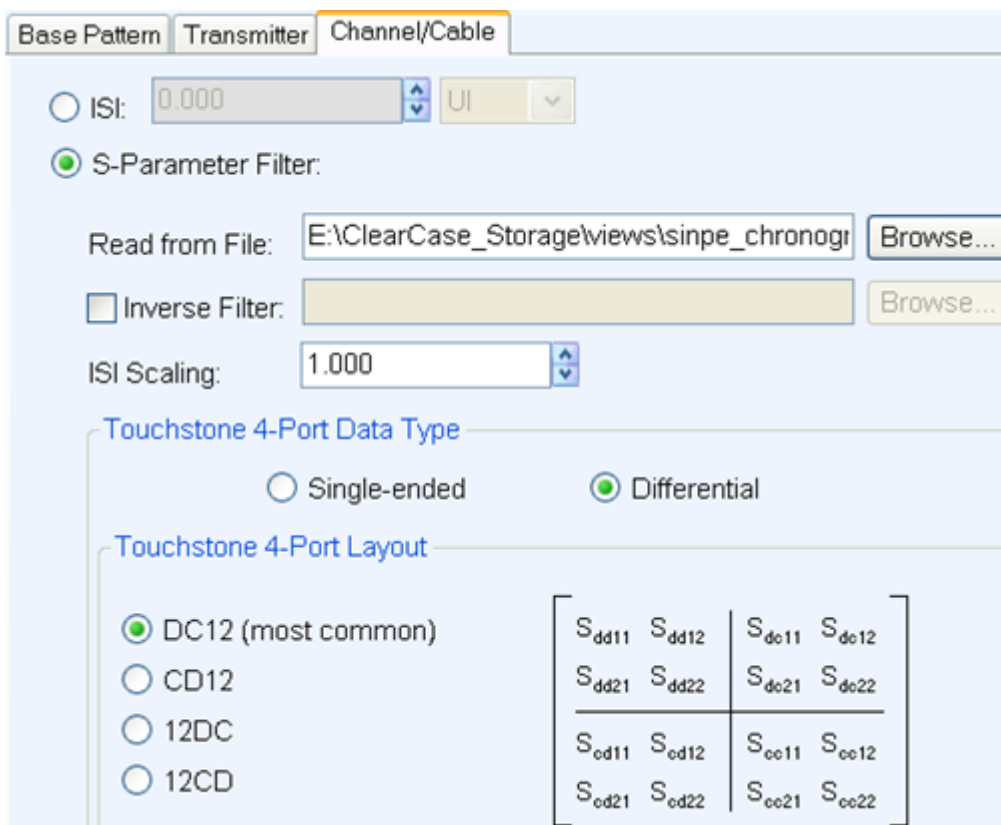 Base Pattern Transmitter Channel/Cable
ISI: 0.000 UI
S-Parameter Filter:
Read from File: E:\ClearCase_Storage\views\sinpe_chronogr Browse...
Inverse Filter: Browse...
ISI Scaling: 1.000
Touchstone 4-Port Data Type
Single-ended Differential
Touchstone 4-Port Layout
DC12 (most common)
CD12
12DC
12CD
Sdd11 Sdd12 Sdc11 Sdc12
Sdd21 Sdd22 Sdc21 Sdc22
Scd11 Scd12 Scc11 Scc12
Scd21 Scd22 Scc21 Scc22